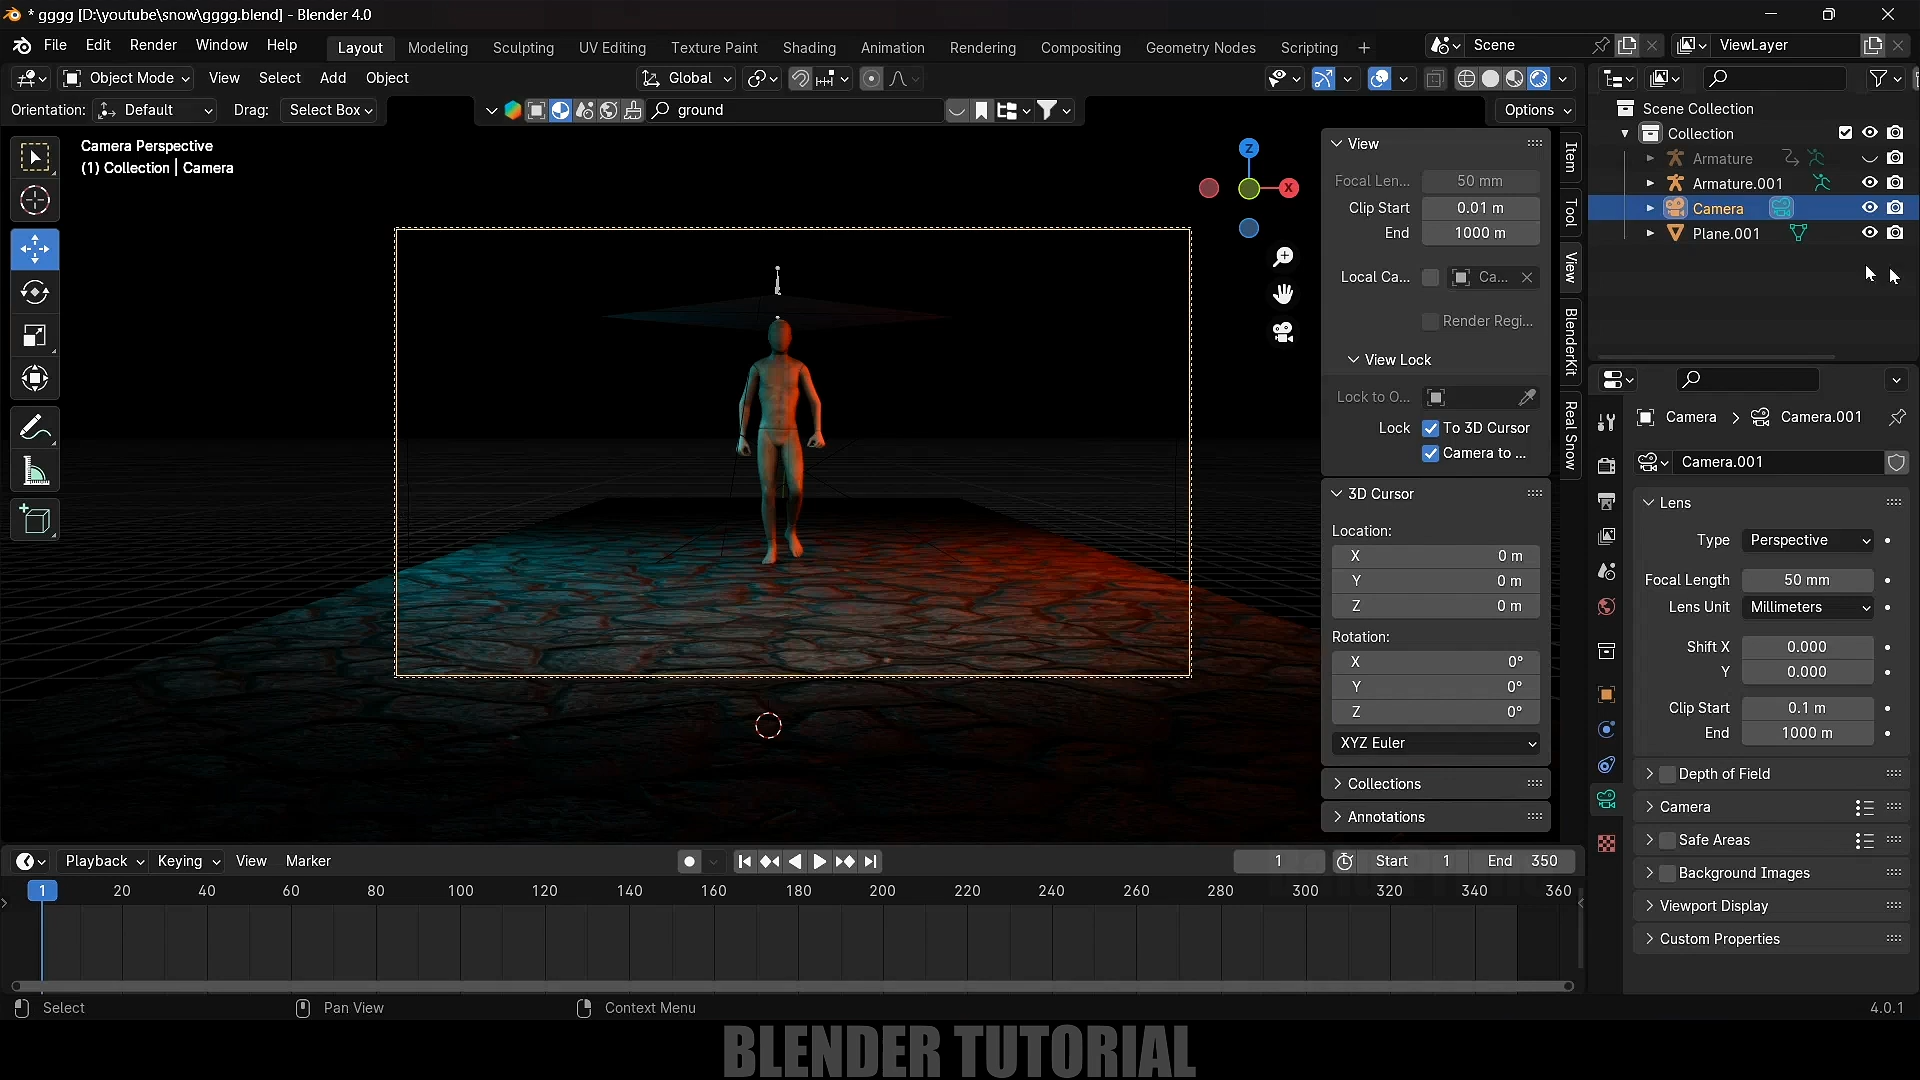 * gggg [D:\youtube\snow\gggg.blend] - Blender 4.0
File Edit Render Window Help Layout Modeling Sculpting UV Editing Texture Paint Shading Animation Rendering Compositing Geometry Nodes Scripting + Scene ViewLayer
Object Mode View Select Add Object Global
Orientation: Default Drag: Select Box ground Options
Camera Perspective
(1) Collection | Camera
Z
X
View
Focal Len... 50 mm
Clip Start 0.01 m
End 1000 m
Local Ca... Ca...
Render Regi...
View Lock
Lock to O...
Lock To 3D Cursor
Camera to ...
3D Cursor
Location:
X 0 m
Y 0 m
Z 0 m
Rotation:
X 0°
Y 0°
Z 0°
XYZ Euler
Collections
Annotations
Item
Tool
View
BlenderKit
Real Snow
Scene Collection
Collection
Armature
Armature.001
Camera
Plane.001
Camera > Camera.001
Camera.001
Lens
Type Perspective
Focal Length 50 mm
Lens Unit Millimeters
Shift X 0.000
Y 0.000
Clip Start 0.1 m
End 1000 m
Depth of Field
Camera
Safe Areas
Background Images
Viewport Display
Custom Properties
Playback Keying View Marker 1 Start 1 End 350
1 20 40 60 80 100 120 140 160 180 200 220 240 260 280 300 320 340 360
Select Pan View Context Menu 4.0.1
BLENDER TUTORIAL